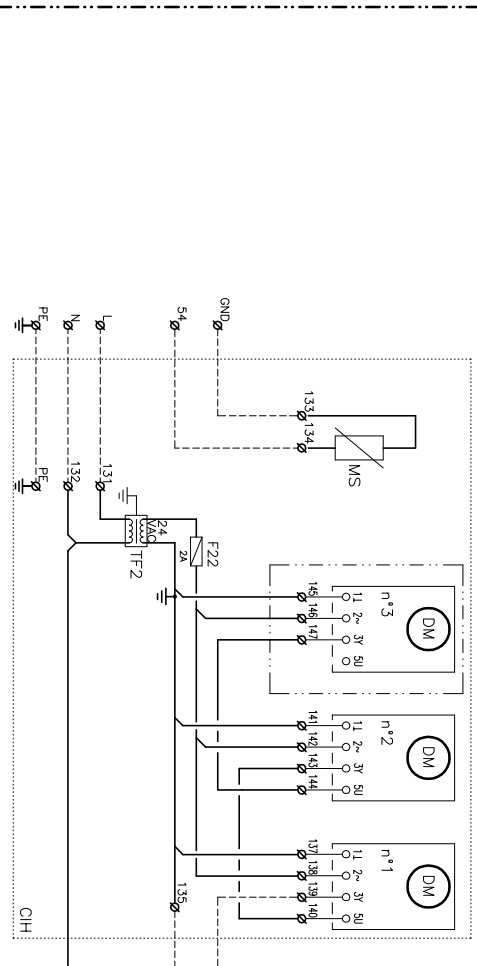 GND
54
L
N
PE
133
134
MS
131
132
PE
24
VAC
TF2
F22
2A
145
146
147
1⊥
2~
3Y
5U
n°3
DM
141
142
143
144
1⊥
2~
3Y
5U
n°2
DM
137
138
139
140
1⊥
2~
3Y
5U
n°1
DM
135
CIH